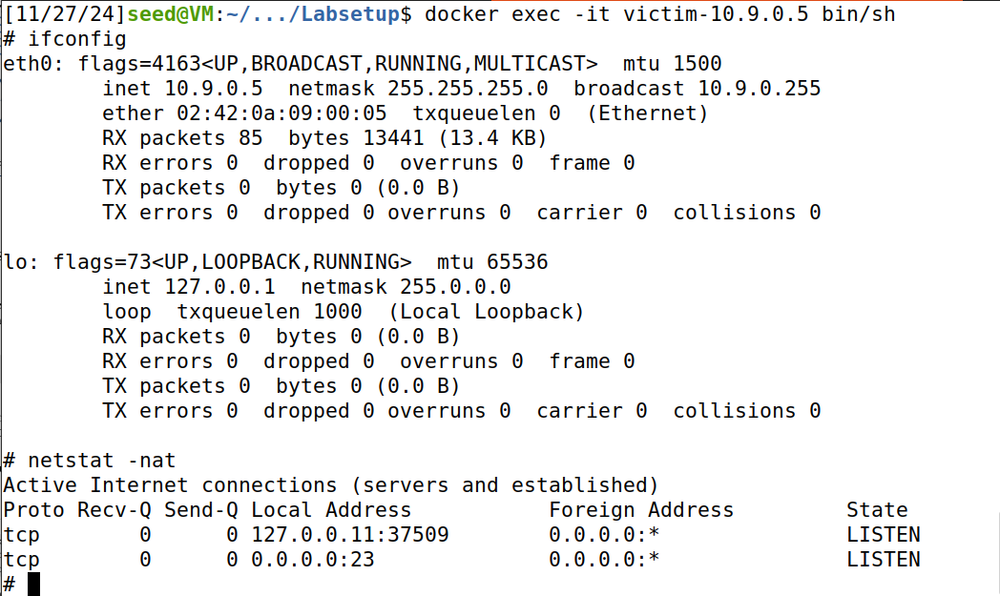 [11/27/24]seed@VM:~/.../Labsetup$ docker exec -it victim-10.9.0.5 bin/sh
# ifconfig
eth0: flags=4163<UP,BROADCAST,RUNNING,MULTICAST>  mtu 1500
        inet 10.9.0.5  netmask 255.255.255.0  broadcast 10.9.0.255
        ether 02:42:0a:09:00:05  txqueuelen 0  (Ethernet)
        RX packets 85  bytes 13441 (13.4 KB)
        RX errors 0  dropped 0  overruns 0  frame 0
        TX packets 0  bytes 0 (0.0 B)
        TX errors 0  dropped 0 overruns 0  carrier 0  collisions 0

lo: flags=73<UP,LOOPBACK,RUNNING>  mtu 65536
        inet 127.0.0.1  netmask 255.0.0.0
        loop  txqueuelen 1000  (Local Loopback)
        RX packets 0  bytes 0 (0.0 B)
        RX errors 0  dropped 0  overruns 0  frame 0
        TX packets 0  bytes 0 (0.0 B)
        TX errors 0  dropped 0 overruns 0  carrier 0  collisions 0

# netstat -nat
Active Internet connections (servers and established)
Proto Recv-Q Send-Q Local Address           Foreign Address         State
tcp        0      0 127.0.0.11:37509        0.0.0.0:*               LISTEN
tcp        0      0 0.0.0.0:23              0.0.0.0:*               LISTEN
#